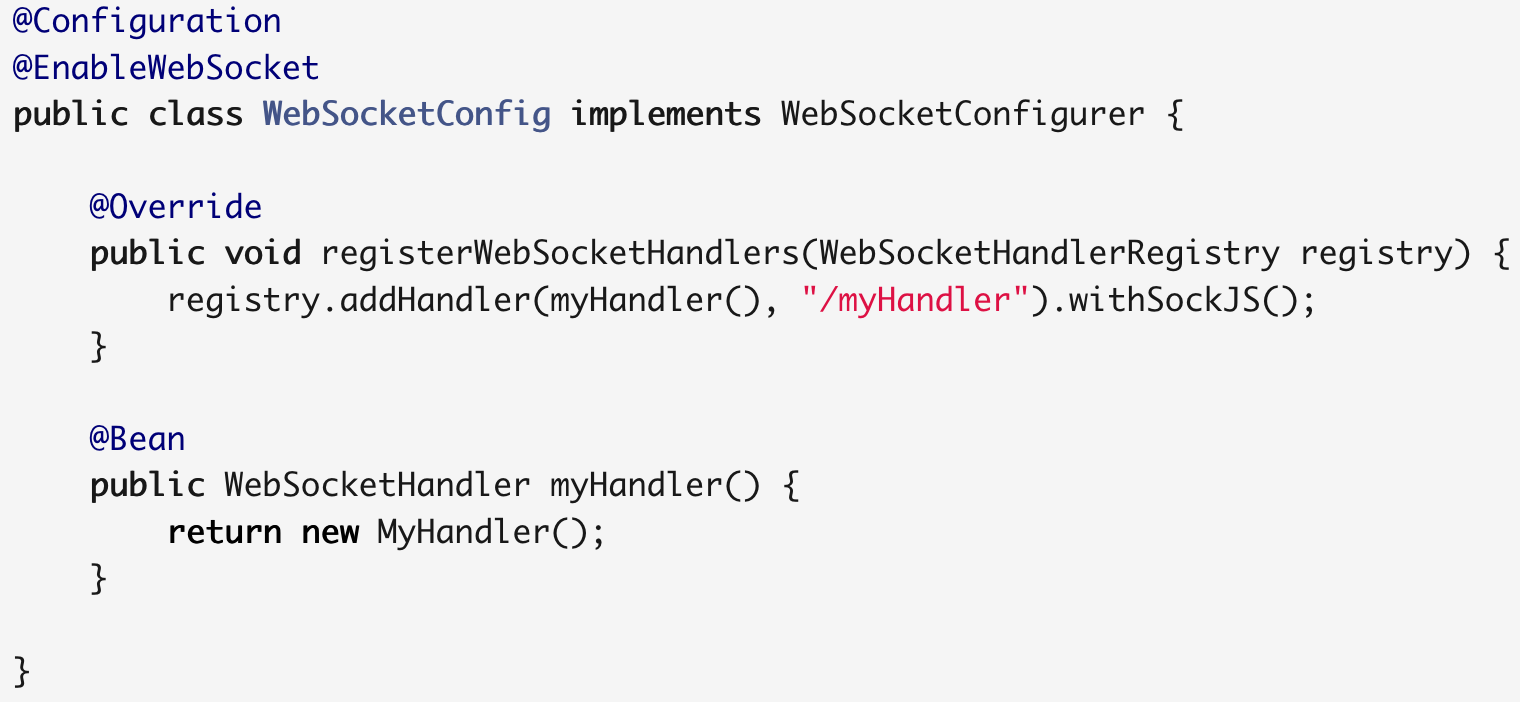 @Configuration
@EnableWebSocket
public class WebSocketConfig implements WebSocketConfigurer {
@Override
public void registerWebSocketHandlers(WebSocketHandlerRegistry registry) {
registry.addHandler(myHandler(), "/myHandler").withSockJS();
}
@Bean
public WebSocketHandler myHandler() {
return new MyHandler();
}
}